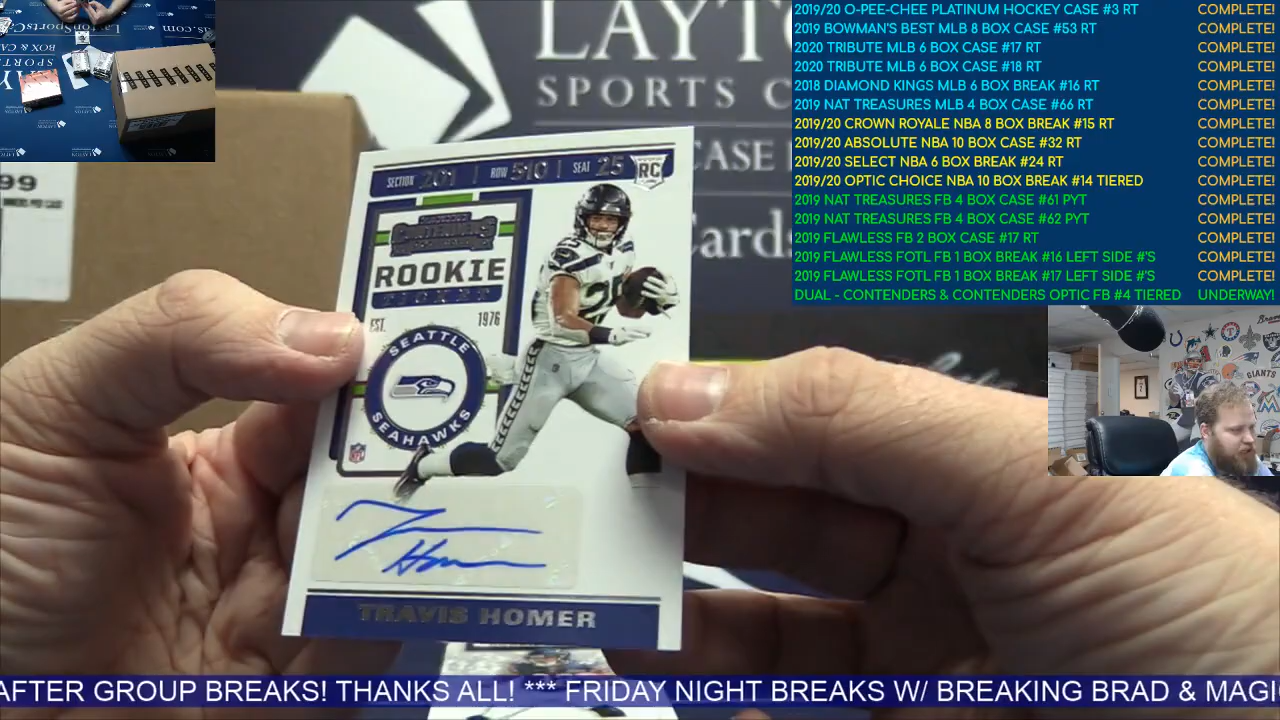 2019/20 O-PEE-CHEE PLATINUM HOCKEY CASE #3 RT COMPLETE!
2019 BOWMAN'S BEST MLB 8 BOX CASE #53 RT COMPLETE!
2020 TRIBUTE MLB 6 BOX CASE #17 RT COMPLETE!
2020 TRIBUTE MLB 6 BOX CASE #18 RT COMPLETE!
2018 DIAMOND KINGS MLB 6 BOX BREAK #16 RT COMPLETE!
2019 NAT TREASURES MLB 4 BOX CASE #66 RT COMPLETE!
2019/20 CROWN ROYALE NBA 8 BOX BREAK #15 RT COMPLETE!
2019/20 ABSOLUTE NBA 10 BOX CASE #32 RT COMPLETE!
2019/20 SELECT NBA 6 BOX BREAK #24 RT COMPLETE!
2019/20 OPTIC CHOICE NBA 10 BOX BREAK #14 TIERED COMPLETE!
2019 NAT TREASURES FB 4 BOX CASE #61 PYT COMPLETE!
2019 NAT TREASURES FB 4 BOX CASE #62 PYT COMPLETE!
2019 FLAWLESS FB 2 BOX CASE #17 RT COMPLETE!
2019 FLAWLESS FOTL FB 1 BOX BREAK #16 LEFT SIDE #'S COMPLETE!
2019 FLAWLESS FOTL FB 1 BOX BREAK #17 LEFT SIDE #'S COMPLETE!
DUAL - CONTENDERS & CONTENDERS OPTIC FB #4 TIERED UNDERWAY!
LAYTO
SPORTS C
CASE
Cards
99
SECTION 201 ROW 510 SEAT 25 RC
CONTENDERS
ROOKIE
TICKET
EST. 1976
SEATTLE
SEAHAWKS
NFL
25
TRAVIS HOMER
GIANTS
AFTER GROUP BREAKS! THANKS ALL! *** FRIDAY NIGHT BREAKS W/ BREAKING BRAD & MAGI